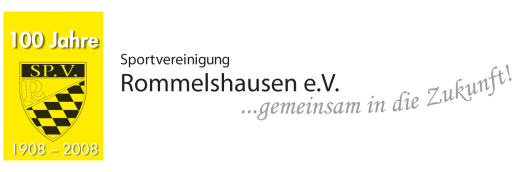 100 Jahre
SP.V.
R
1908 – 2008
Sportvereinigung
Rommelshausen e.V.
...gemeinsam in die Zukunft!